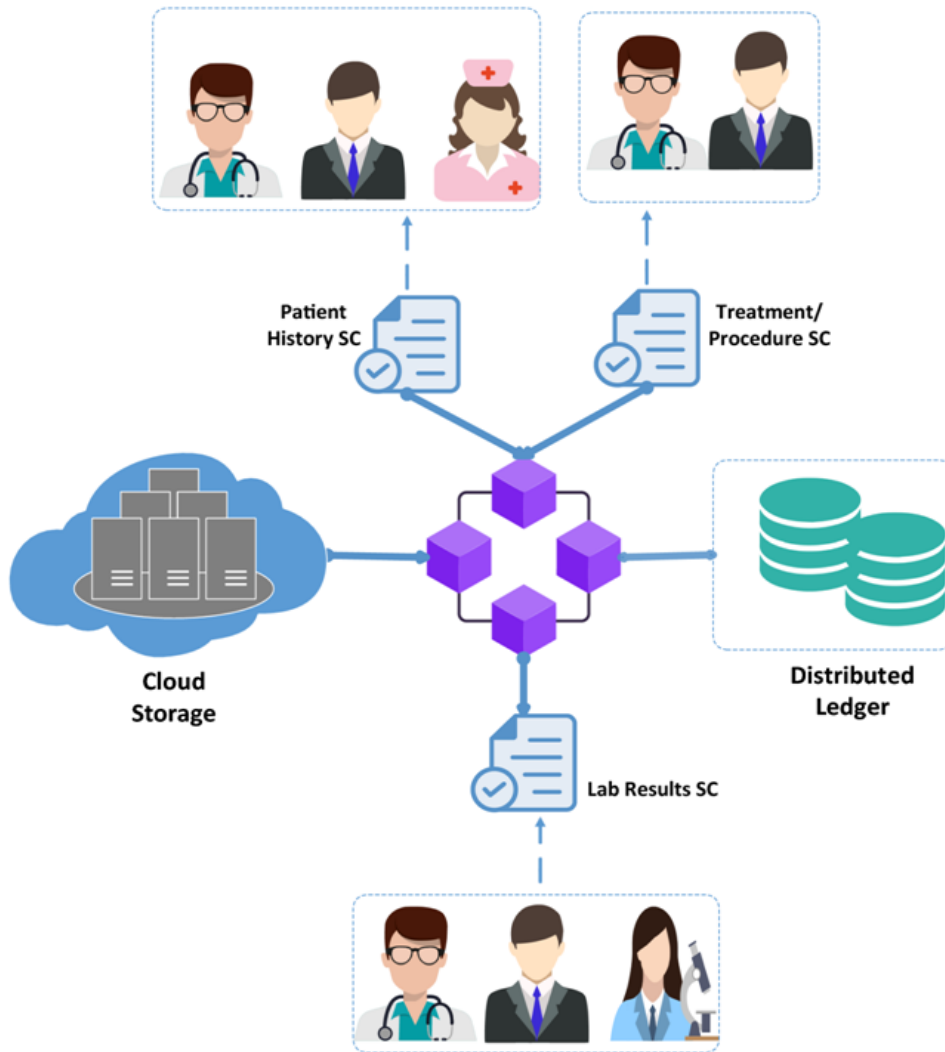 Patient
History SC
Treatment/
Procedure SC
Cloud
Storage
Distributed
Ledger
Lab Results SC